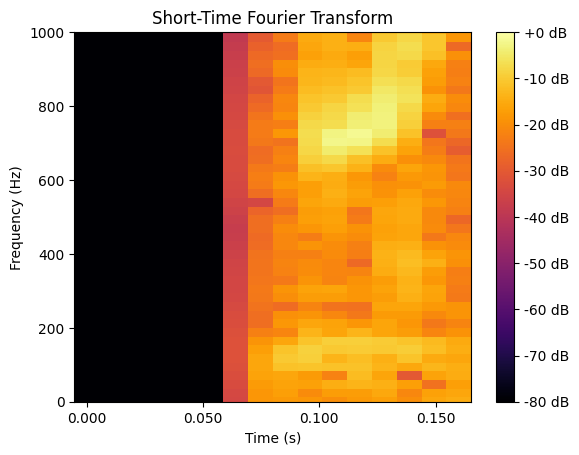 Short-Time Fourier Transform
1000
800
600
400
200
0
Frequency (Hz)
0.000
0.050
0.100
0.150
Time (s)
+0 dB
-10 dB
-20 dB
-30 dB
-40 dB
-50 dB
-60 dB
-70 dB
-80 dB